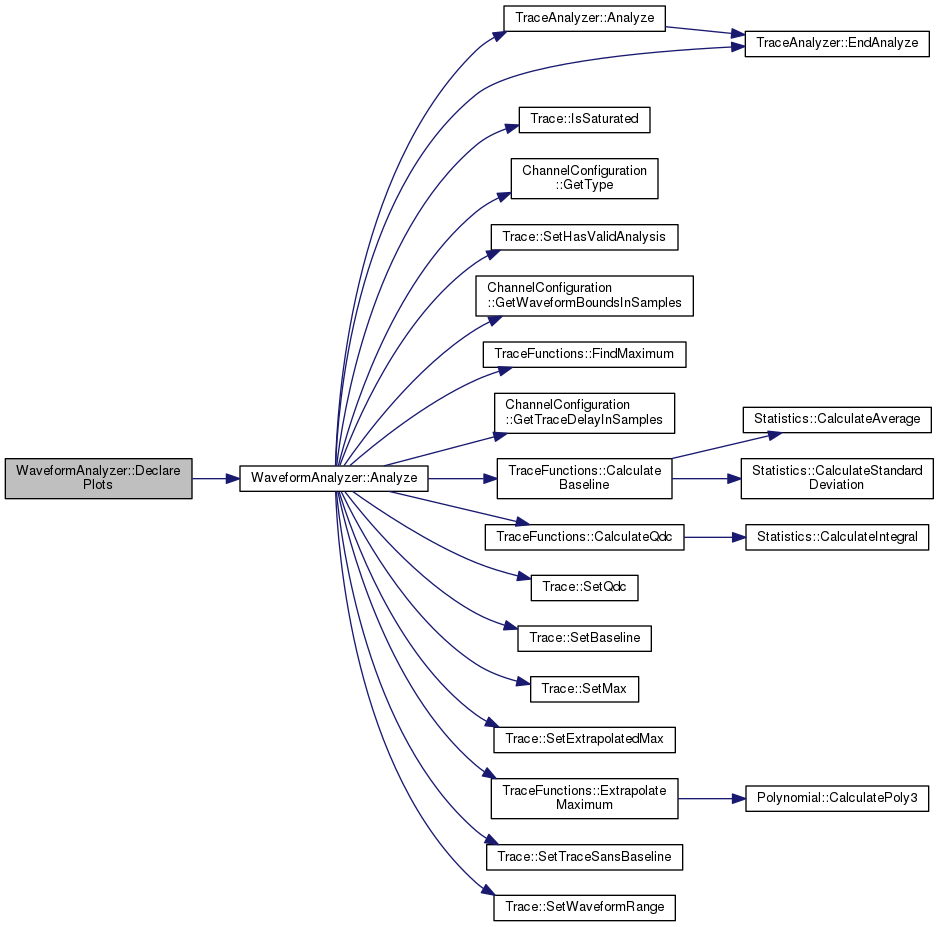 WaveformAnalyzer::Declare
Plots
WaveformAnalyzer::Analyze
TraceAnalyzer::Analyze
TraceAnalyzer::EndAnalyze
Trace::IsSaturated
ChannelConfiguration
::GetType
Trace::SetHasValidAnalysis
ChannelConfiguration
::GetWaveformBoundsInSamples
TraceFunctions::FindMaximum
ChannelConfiguration
::GetTraceDelayInSamples
TraceFunctions::Calculate
Baseline
Statistics::CalculateAverage
Statistics::CalculateStandard
Deviation
TraceFunctions::CalculateQdc
Statistics::CalculateIntegral
Trace::SetQdc
Trace::SetBaseline
Trace::SetMax
Trace::SetExtrapolatedMax
TraceFunctions::Extrapolate
Maximum
Polynomial::CalculatePoly3
Trace::SetTraceSansBaseline
Trace::SetWaveformRange